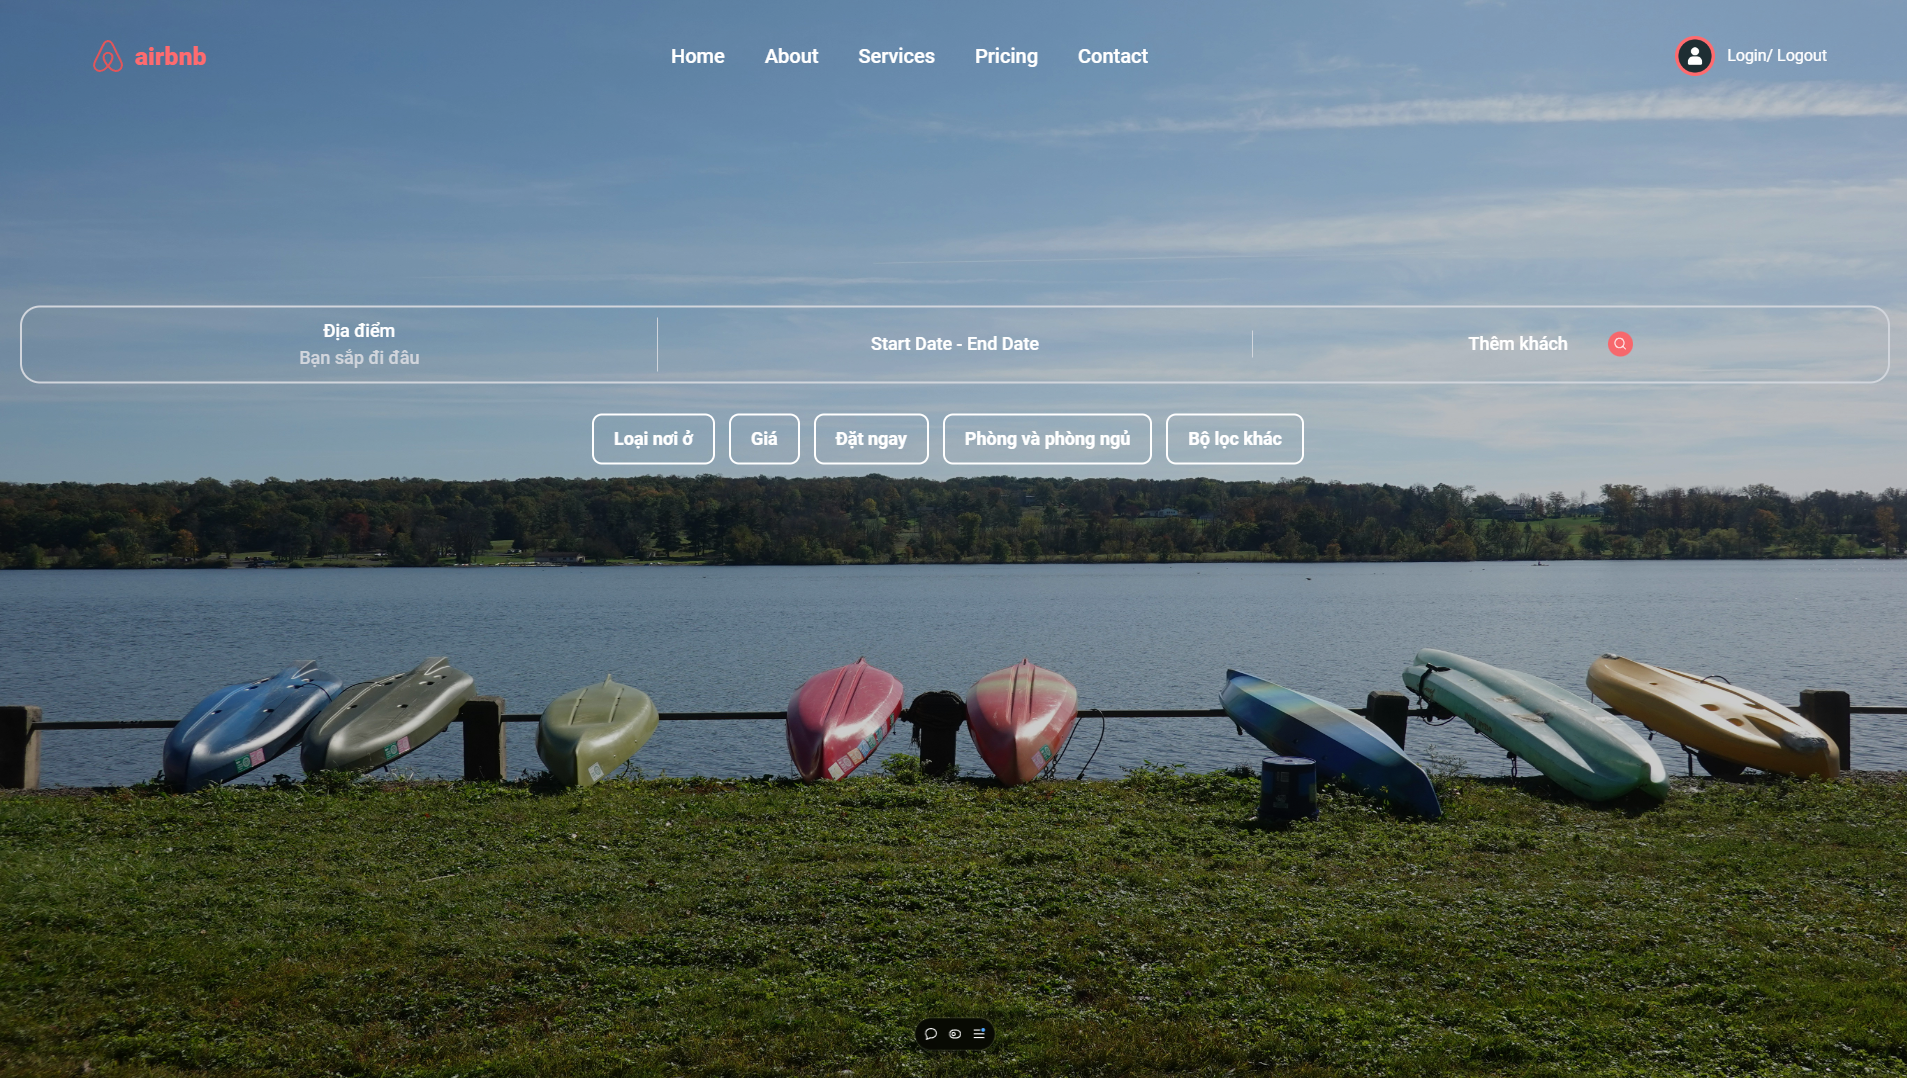 airbnb
Home About Services Pricing Contact
Login/ Logout
Địa điểm
Bạn sắp đi đâu
Start Date - End Date
Thêm khách
Loại nơi ở
Giá
Đặt ngay
Phòng và phòng ngủ
Bộ lọc khác